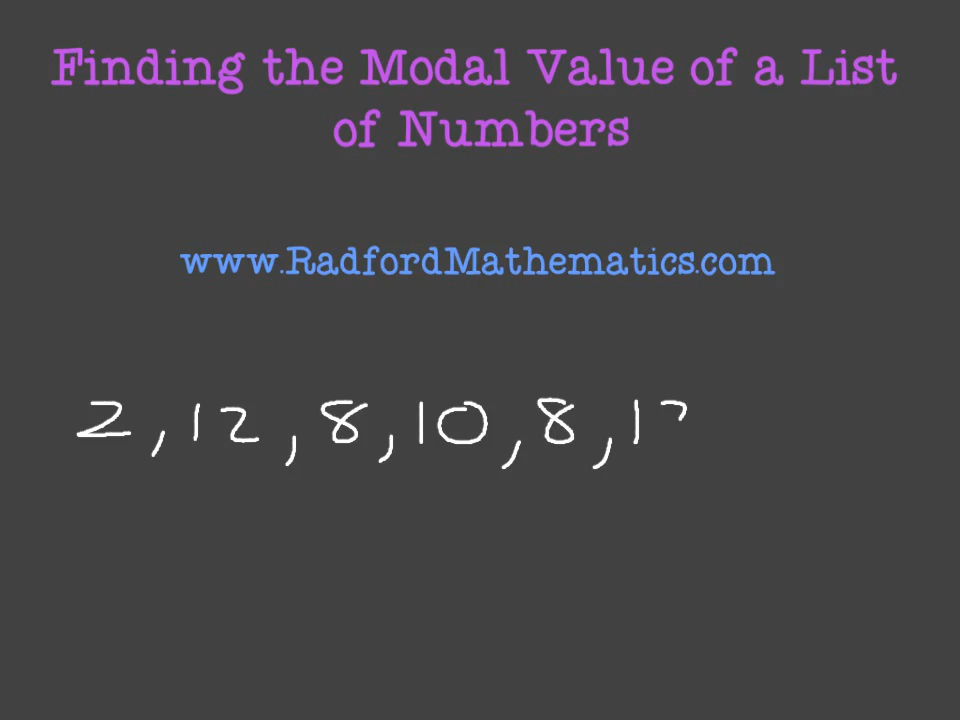 Finding the Modal Value of a List
of Numbers
www.RadfordMathematics.com
2, 12, 8, 10, 8,